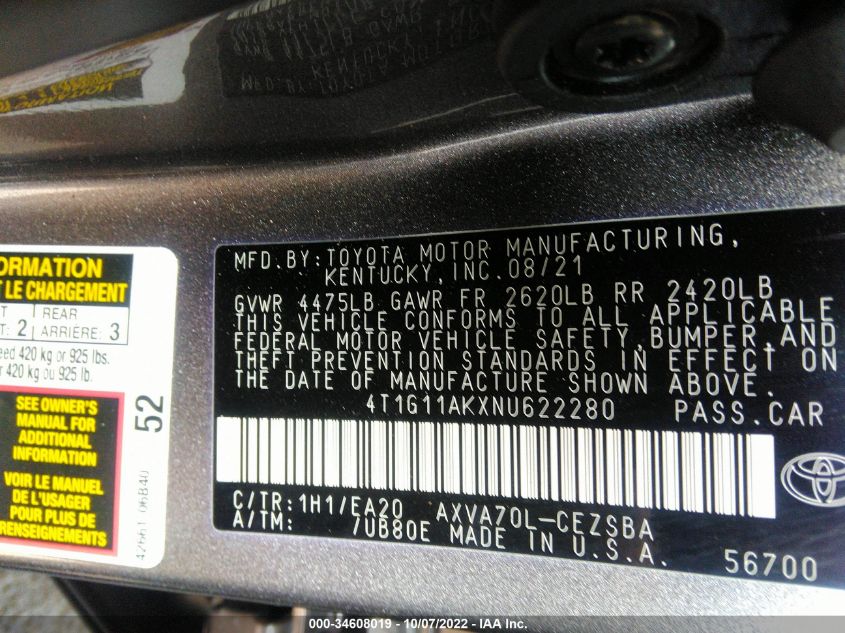 ORMATION
T LE CHARGEMENT
T REAR
T: 2 ARRIÈRE: 3
eed 420 kg or 925 lbs.
420 kg ou 925 lb.
SEE OWNER'S
MANUAL FOR
ADDITIONAL
INFORMATION
VOIR LE MANUEL
DE L'USAGER
POUR PLUS DE
RENSEIGNEMENTS
52
42661-06B40
MFD. BY: TOYOTA MOTOR MANUFACTURING,
KENTUCKY, INC. 08/21
GVWR 4475LB GAWR FR 2620LB RR 2420LB
THIS VEHICLE CONFORMS TO ALL APPLICABLE
FEDERAL MOTOR VEHICLE SAFETY, BUMPER, AND
THEFT PREVENTION STANDARDS IN EFFECT ON
THE DATE OF MANUFACTURE SHOWN ABOVE.
4T1G11AKXNU622280 PASS.CAR
C/TR: 1H1/EA20 AXVA70L-CEZSBA
A/TM: /UB80E MADE IN U.S.A. 56700
000-34608019 - 10/07/2022 - IAA Inc.